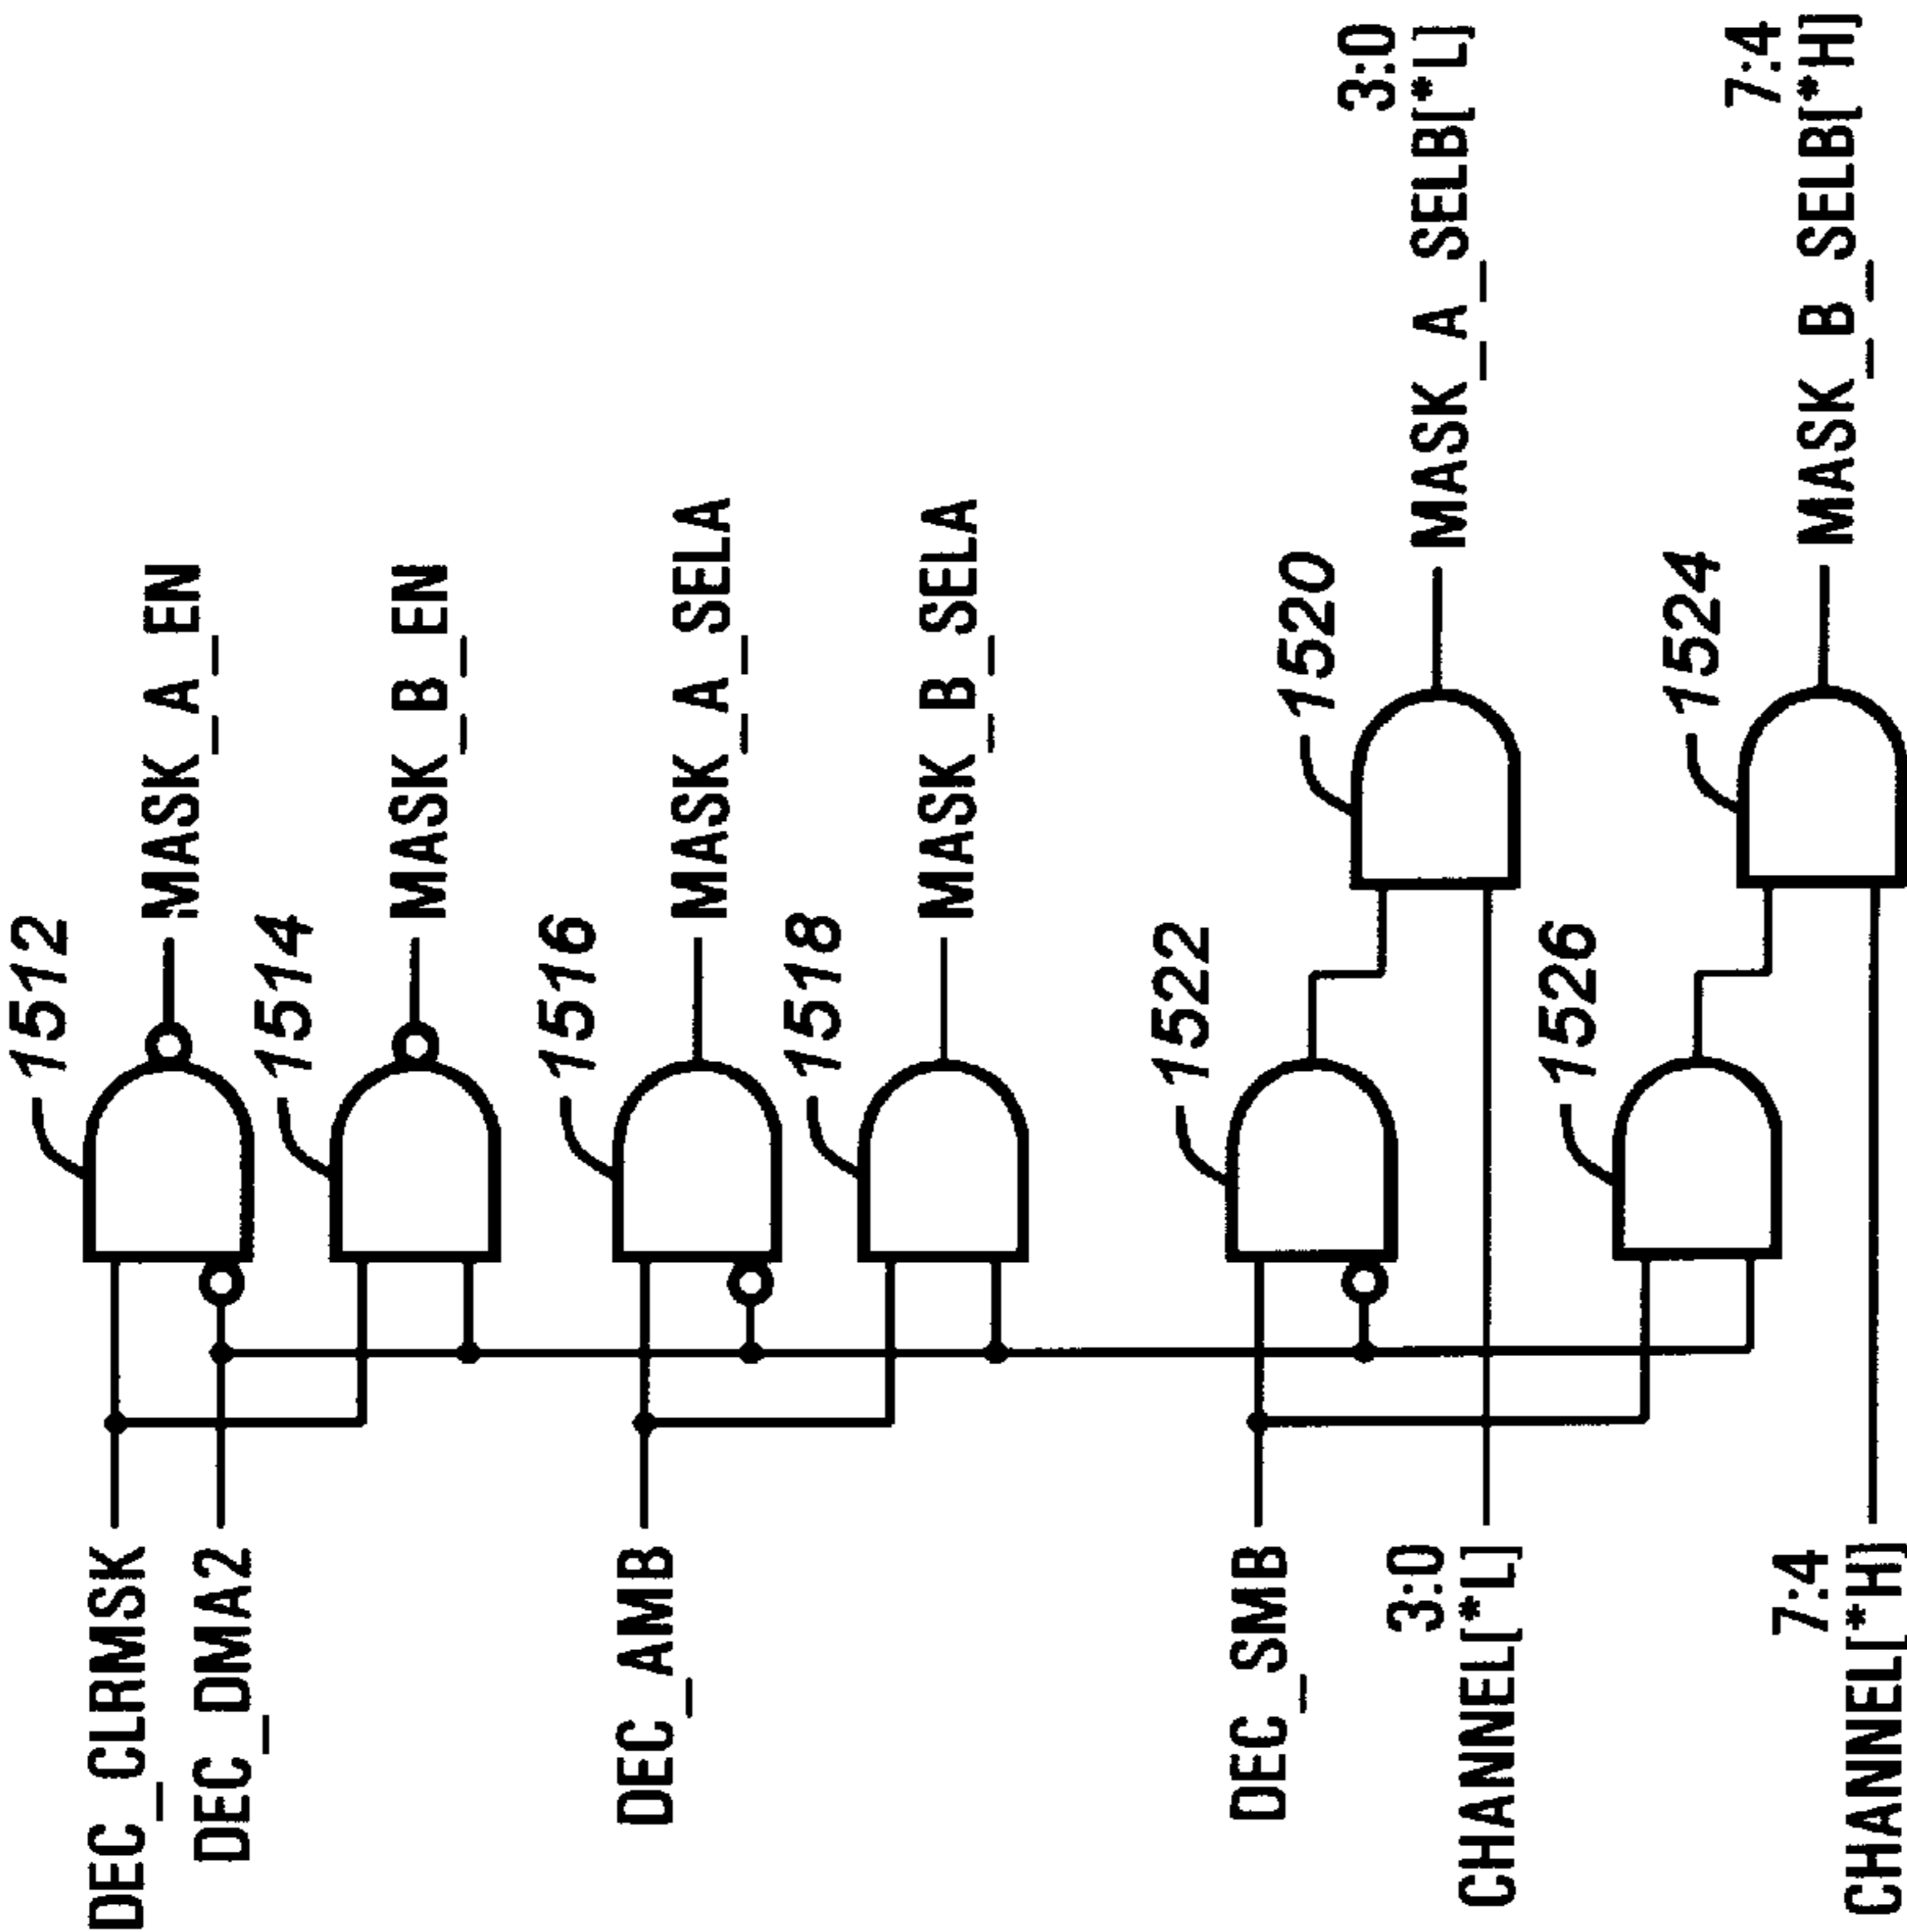 DEC_CLRMSK
DEC_DMA2
1512
MASK_A_EN
1514
MASK_B_EN
DEC_AMB
1516
MASK_A_SELA
1518
MASK_B_SELA
DEC_SMB
1522
1520
3:0
CHANNEL[*L]
3:0
MASK_A_SELB[*L]
1526
1524
7:4
CHANNEL[*H]
7:4
MASK_B_SELB[*H]